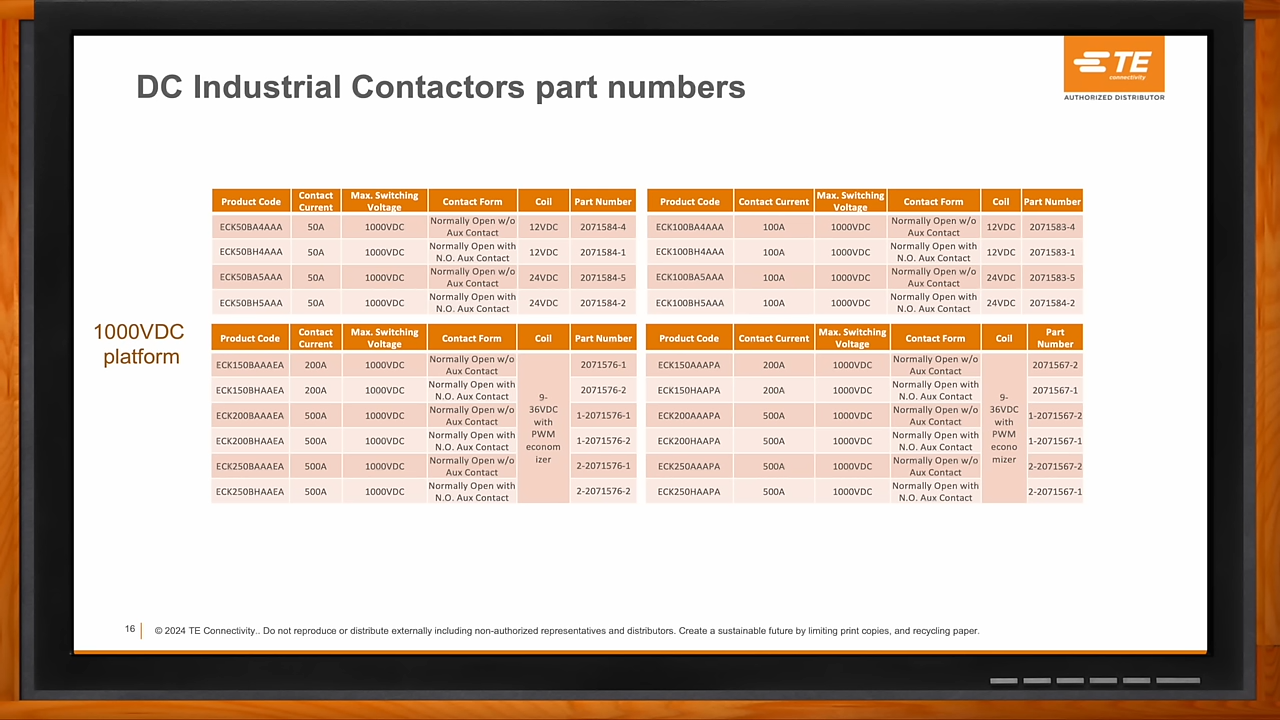 DC Industrial Contactors part numbers
TE
connectivity
AUTHORIZED DISTRIBUTOR
1000VDC
platform
Product Code Contact Current Max. Switching Voltage Contact Form Coil Part Number
ECK50BA4AAA 50A 1000VDC Normally Open w/o Aux Contact 12VDC 2071584-4
ECK50BH4AAA 50A 1000VDC Normally Open with N.O. Aux Contact 12VDC 2071584-1
ECK50BA5AAA 50A 1000VDC Normally Open w/o Aux Contact 24VDC 2071584-5
ECK50BH5AAA 50A 1000VDC Normally Open with N.O. Aux Contact 24VDC 2071584-2
Product Code Contact Current Max. Switching Voltage Contact Form Coil Part Number
ECK100BA4AAA 100A 1000VDC Normally Open w/o Aux Contact 12VDC 2071583-4
ECK100BH4AAA 100A 1000VDC Normally Open with N.O. Aux Contact 12VDC 2071583-1
ECK100BA5AAA 100A 1000VDC Normally Open w/o Aux Contact 24VDC 2071583-5
ECK100BH5AAA 100A 1000VDC Normally Open with N.O. Aux Contact 24VDC 2071584-2
Product Code Contact Current Max. Switching Voltage Contact Form Coil Part Number
ECK150BAAAEA 200A 1000VDC Normally Open w/o Aux Contact 2071576-1
ECK150BHAAEA 200A 1000VDC Normally Open with N.O. Aux Contact 2071576-2
ECK200BAAAEA 500A 1000VDC Normally Open w/o Aux Contact 1-2071576-1
ECK200BHAAEA 500A 1000VDC Normally Open with N.O. Aux Contact 1-2071576-2
ECK250BAAAEA 500A 1000VDC Normally Open w/o Aux Contact 2-2071576-1
ECK250BHAAEA 500A 1000VDC Normally Open with N.O. Aux Contact 2-2071576-2
9-
36VDC
with
PWM
econom
izer
Product Code Contact Current Max. Switching Voltage Contact Form Coil Part Number
ECK150AAAPA 200A 1000VDC Normally Open w/o Aux Contact 2071567-2
ECK150HAAPA 200A 1000VDC Normally Open with N.O. Aux Contact 2071567-1
ECK200AAAPA 500A 1000VDC Normally Open w/o Aux Contact 1-2071567-2
ECK200HAAPA 500A 1000VDC Normally Open with N.O. Aux Contact 1-2071567-1
ECK250AAAPA 500A 1000VDC Normally Open w/o Aux Contact 2-2071567-2
ECK250HAAPA 500A 1000VDC Normally Open with N.O. Aux Contact 2-2071567-1
9-
36VDC
with
PWM
econo
mizer
16
© 2024 TE Connectivity.. Do not reproduce or distribute externally including non-authorized representatives and distributors. Create a sustainable future by limiting print copies, and recycling paper.